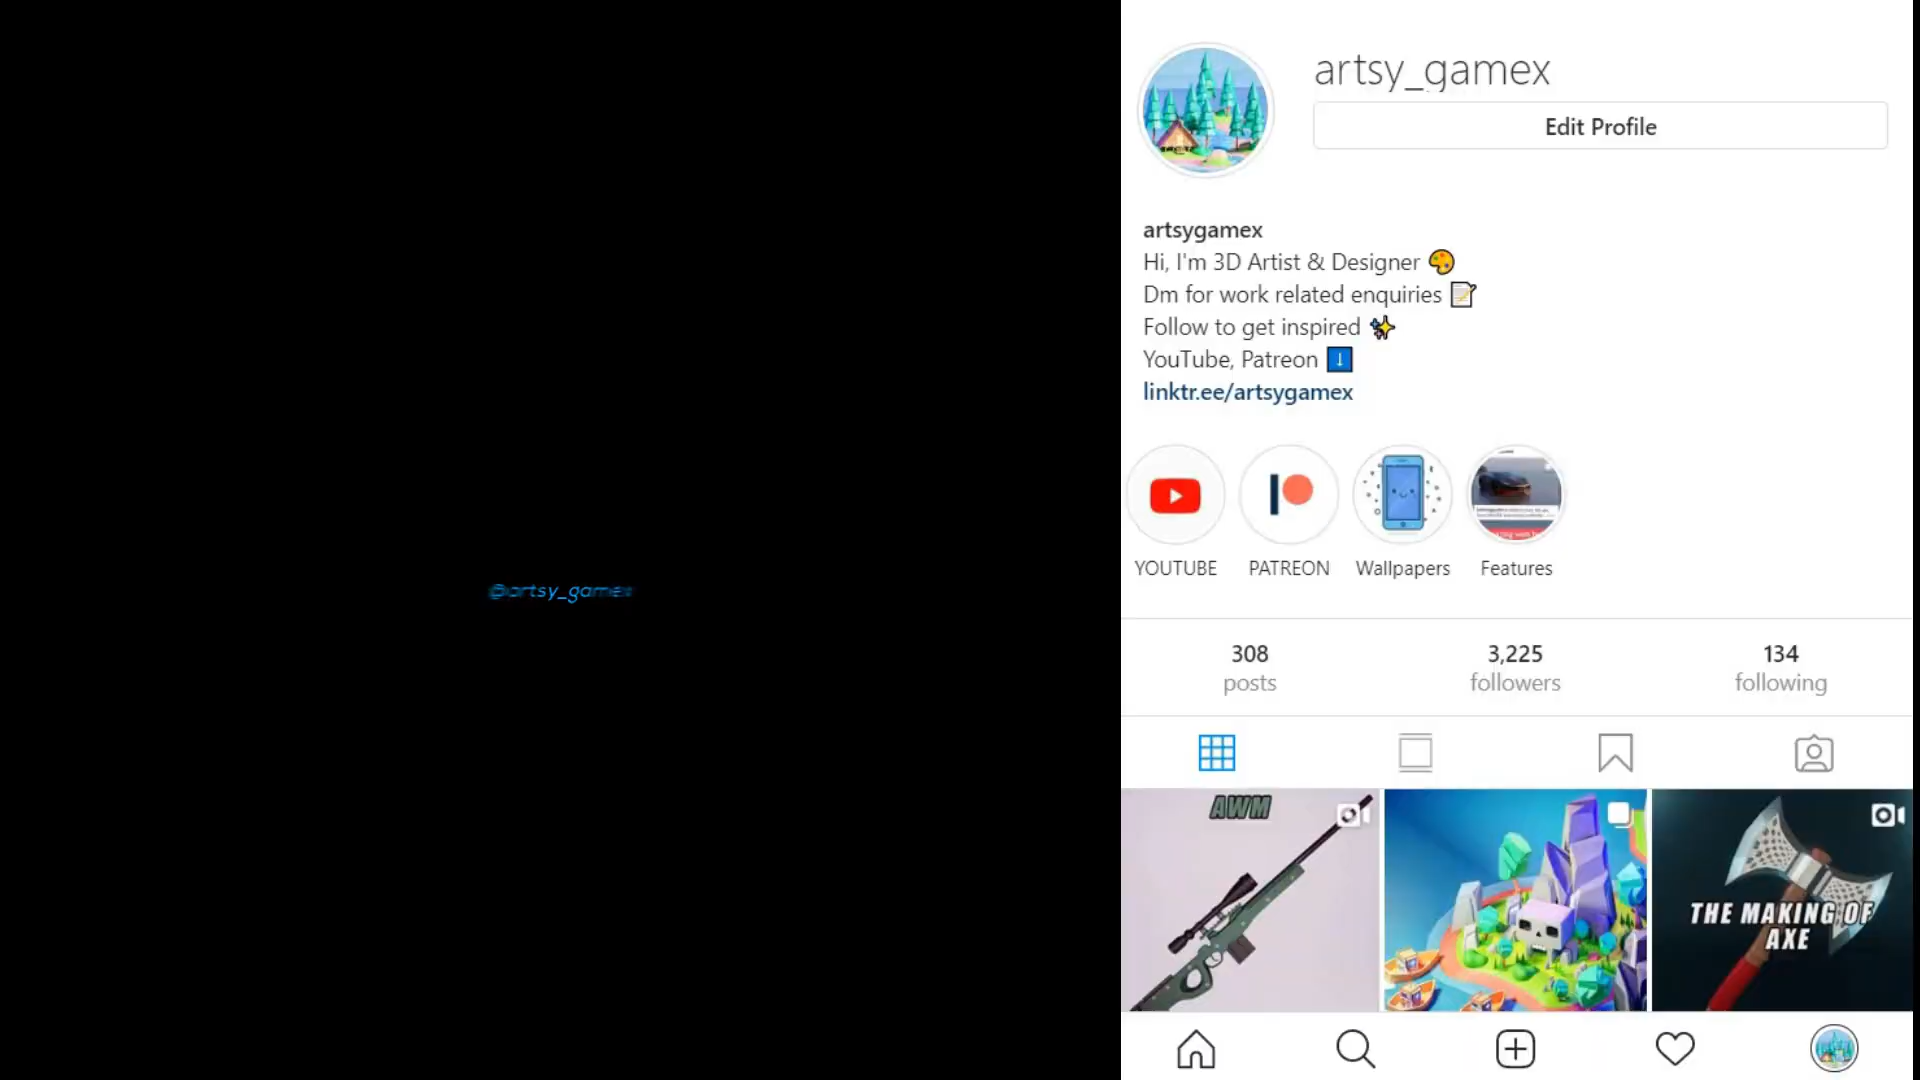 @artsy_gamex
artsy_gamex
Edit Profile
artsygamex
Hi, I'm 3D Artist & Designer 🎨
Dm for work related enquiries 📝
Follow to get inspired ✨
YouTube, Patreon ⬇️
linktr.ee/artsygamex
YOUTUBE PATREON Wallpapers Features
308 3,225 134
posts followers following
AWM
THE MAKING OF
AXE